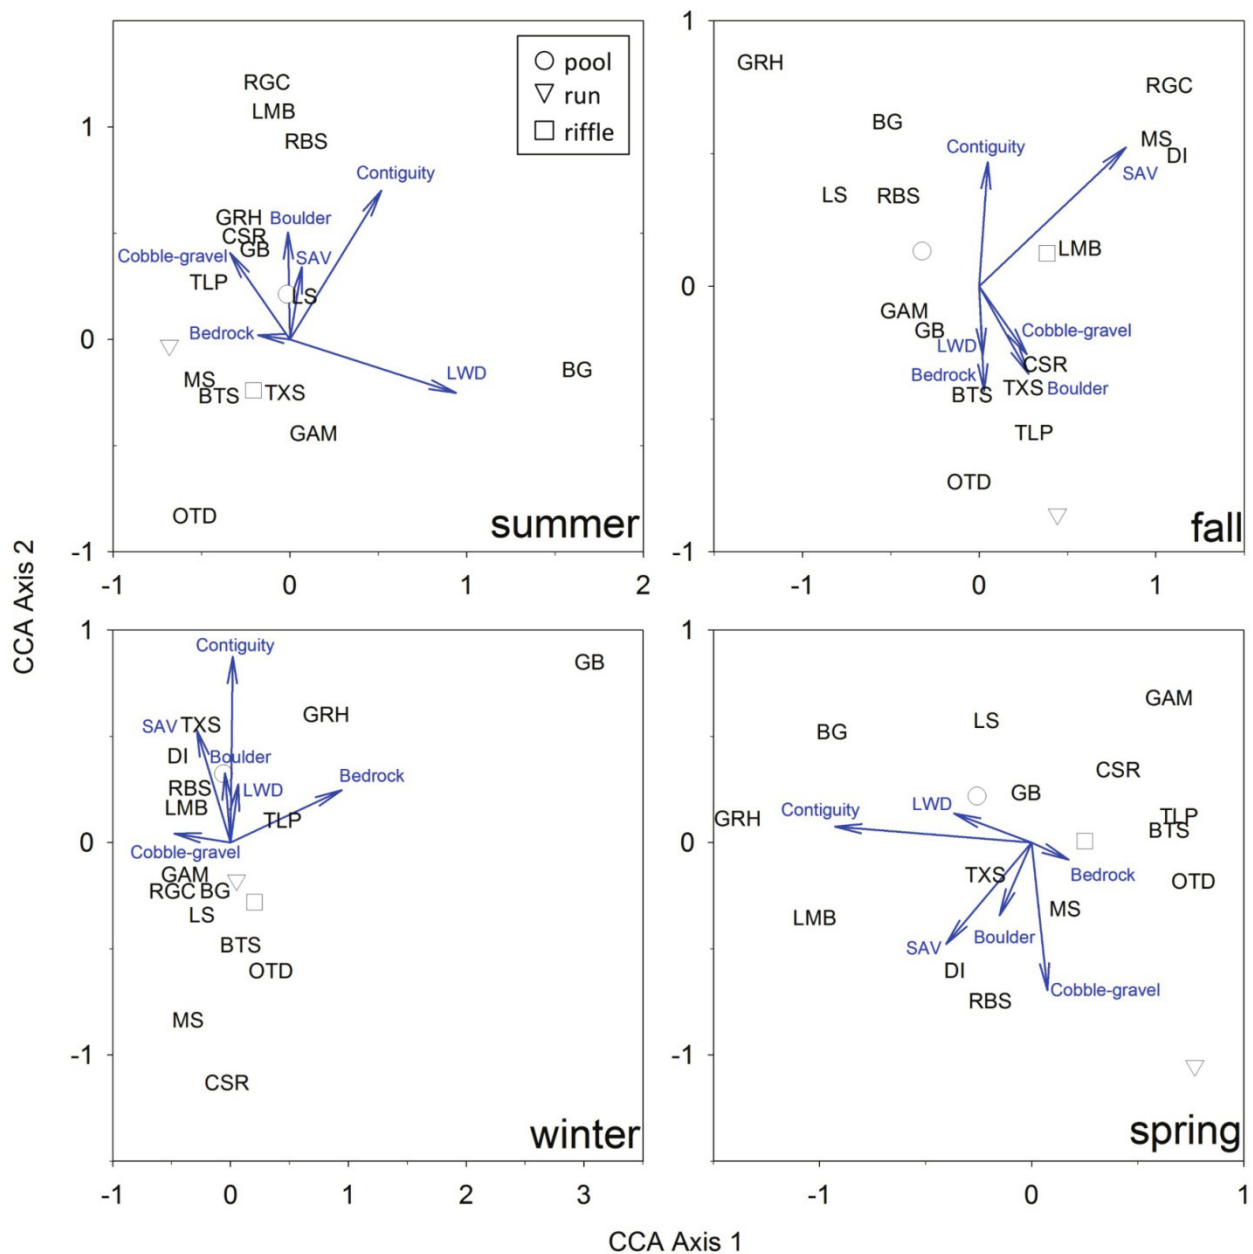 RGC
LMB
RBS
pool
run
riffle
Contiguity
GRH
Boulder
CSR
GB
Cobble-gravel
SAV
TLP
LS
Bedrock
BG
LWD
MS
BTS
TXS
GAM
OTD
summer
1
0
-1
-1
0
1
2
GRH
RGC
BG
MS
Contiguity
DI
SAV
LS
RBS
LMB
GAM
GB
Cobble-gravel
LWD
CSR
Bedrock
TXS
Boulder
BTS
TLP
OTD
fall
1
0
-1
-1
0
1
CCA Axis 2
Contiguity
GB
GRH
SAV
TXS
DI
Boulder
Bedrock
RBS
LWD
LMB
TLP
Cobble-gravel
GAM
RGC
BG
LS
BTS
OTD
MS
CSR
winter
1
0
-1
-1
0
1
2
3
GAM
LS
BG
CSR
GB
LWD
Contiguity
GRH
TLP
BTS
Bedrock
TXS
OTD
MS
LMB
Boulder
SAV
DI
RBS
Cobble-gravel
spring
1
0
-1
-1
0
1
CCA Axis 1